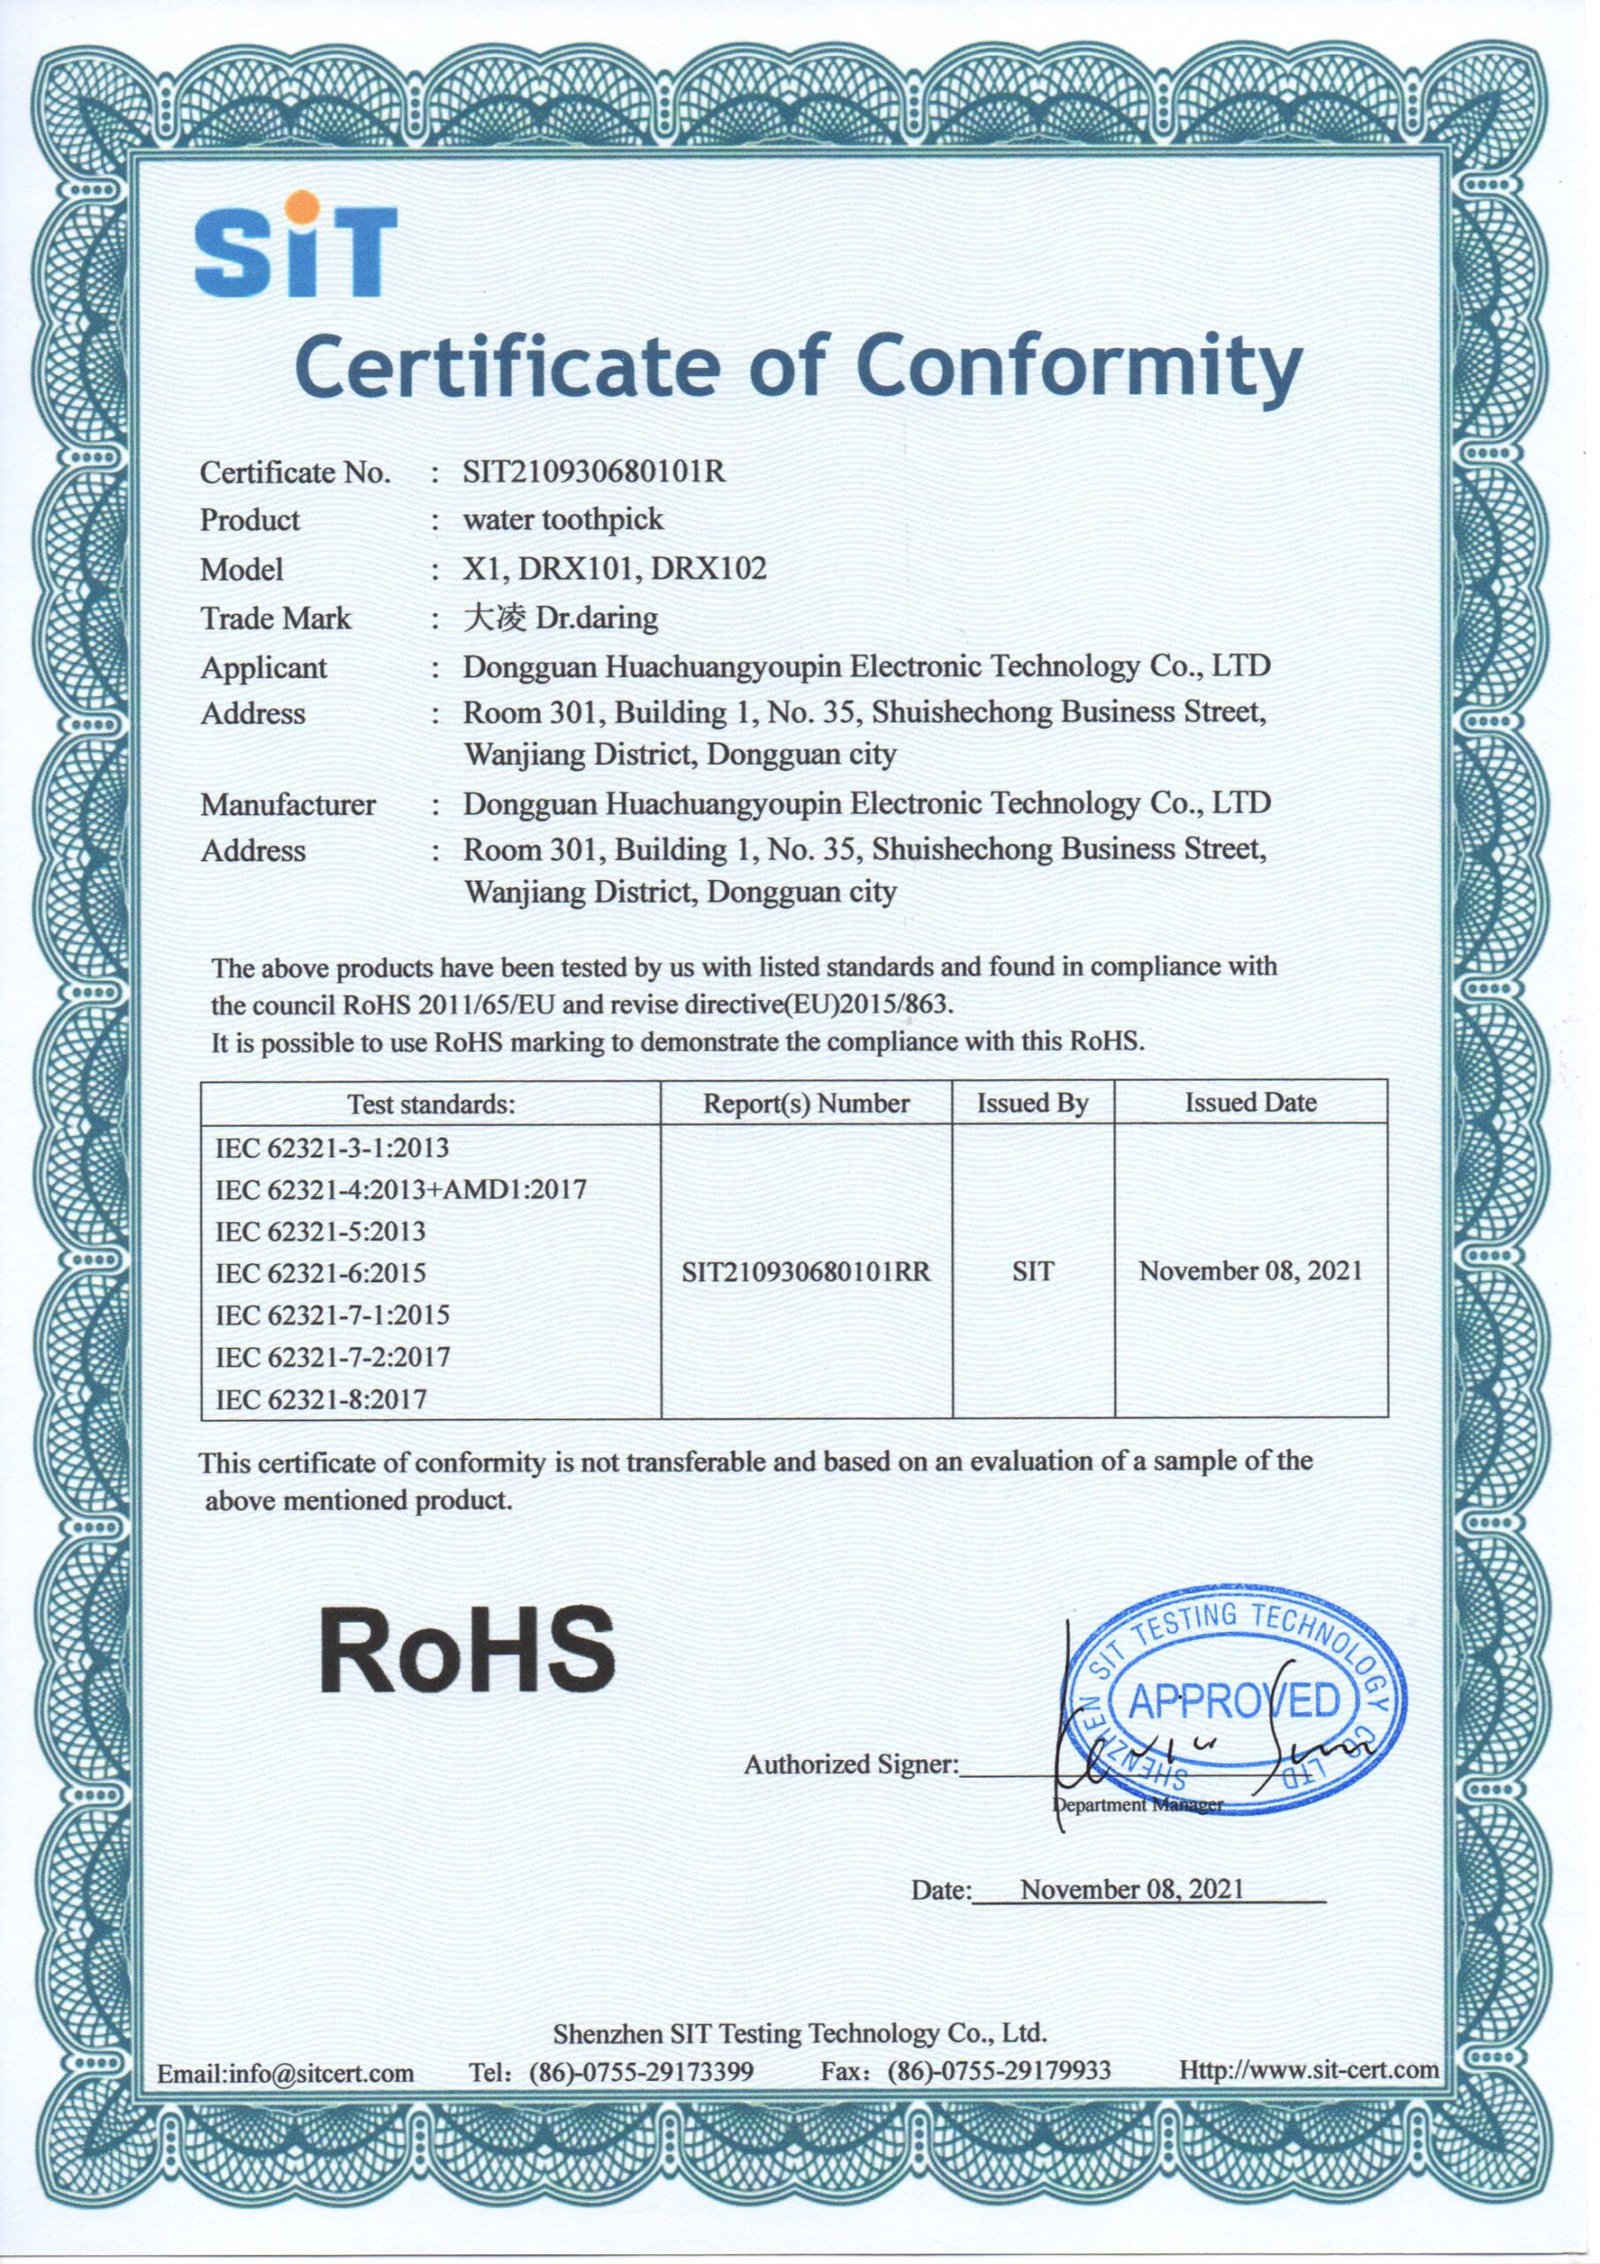 SiT
Certificate of Conformity
Certificate No. : SIT210930680101R
Product : water toothpick
Model : X1, DRX101, DRX102
Trade Mark : 大凌 Dr.daring
Applicant : Dongguan Huachuangyoupin Electronic Technology Co., LTD
Address : Room 301, Building 1, No. 35, Shuishechong Business Street,
Wanjiang District, Dongguan city
Manufacturer : Dongguan Huachuangyoupin Electronic Technology Co., LTD
Address : Room 301, Building 1, No. 35, Shuishechong Business Street,
Wanjiang District, Dongguan city
The above products have been tested by us with listed standards and found in compliance with
the council RoHS 2011/65/EU and revise directive(EU)2015/863.
It is possible to use RoHS marking to demonstrate the compliance with this RoHS.
Test standards: Report(s) Number Issued By Issued Date
IEC 62321-3-1:2013
IEC 62321-4:2013+AMD1:2017
IEC 62321-5:2013
IEC 62321-6:2015 SIT210930680101RR SIT November 08, 2021
IEC 62321-7-1:2015
IEC 62321-7-2:2017
IEC 62321-8:2017
This certificate of conformity is not transferable and based on an evaluation of a sample of the
above mentioned product.
RoHS
SHENZHEN SIT TESTING TECHNOLOGY CO LTD
APPROVED
Authorized Signer:
Department Manager
Date: November 08, 2021
Shenzhen SIT Testing Technology Co., Ltd.
Email:info@sitcert.com Tel: (86)-0755-29173399 Fax: (86)-0755-29179933 Http://www.sit-cert.com